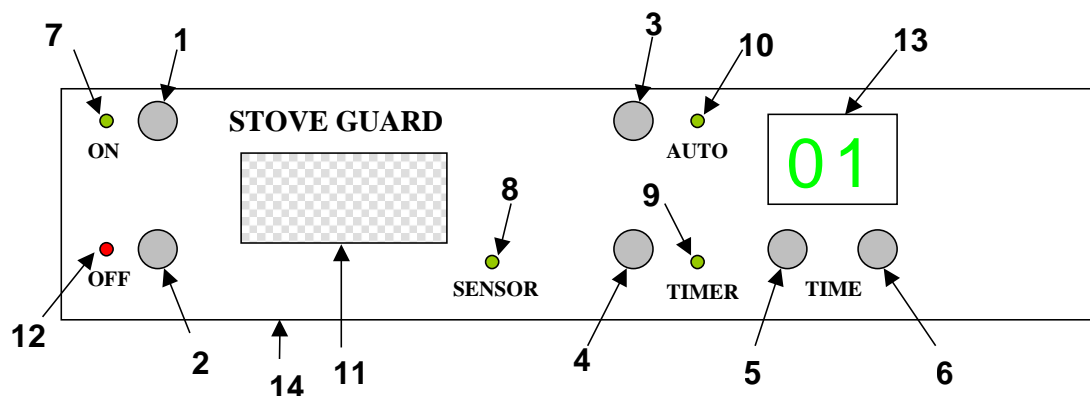 7 1 3 10 13
STOVE GUARD
ON AUTO 01
8 9
OFF SENSOR TIMER TIME
12 2 14 11 4 5 6